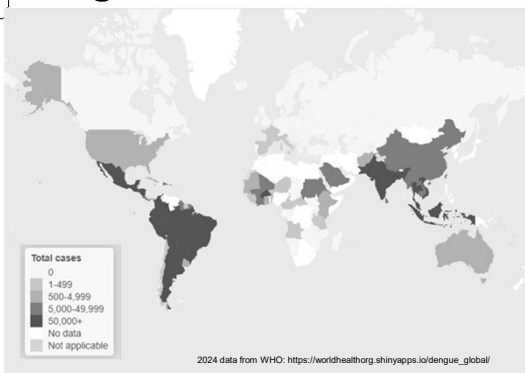 Total cases
0
1-499
500-4,999
5,000-49,999
50,000+
No data
Not applicable
2024 data from WHO: https://worldhealthorg.shinyapps.io/dengue_global/